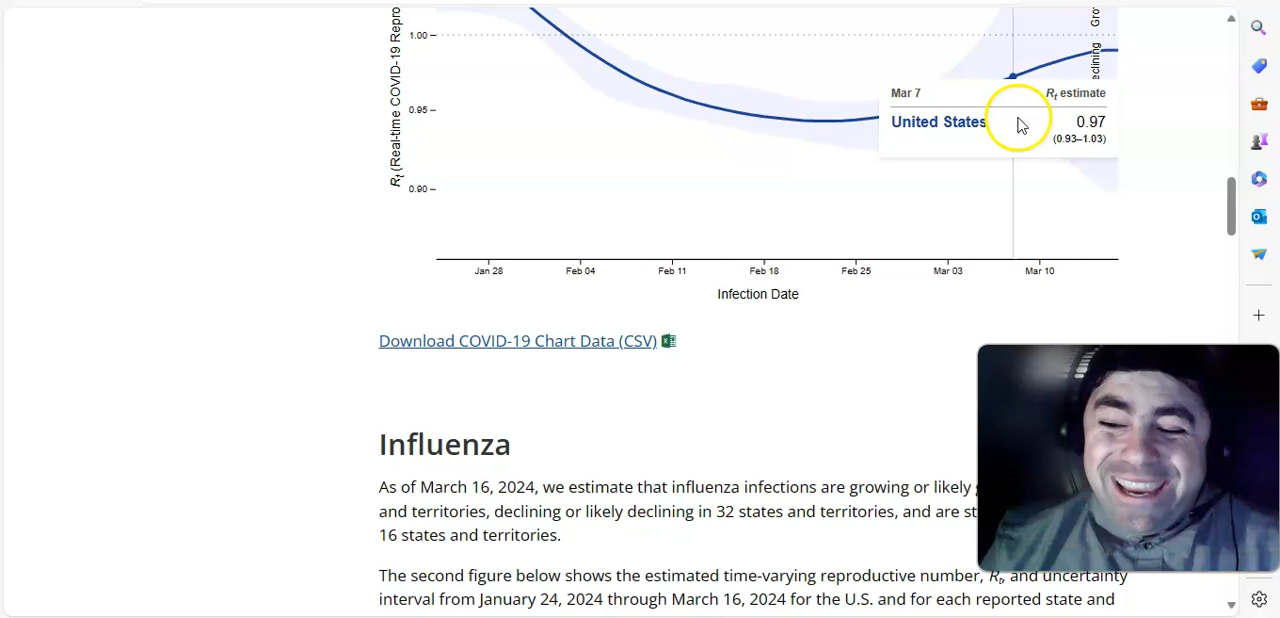 Rt (Real-time COVID-19 Repro
1.00
0.95
0.90
Gro
eclining
Mar 7
Rt estimate
United States
0.97
(0.93–1.03)
Jan 28
Feb 04
Feb 11
Feb 18
Feb 25
Mar 03
Mar 10
Infection Date
Download COVID-19 Chart Data (CSV)
Influenza
As of March 16, 2024, we estimate that influenza infections are growing or likely
and territories, declining or likely declining in 32 states and territories, and are st
16 states and territories.
The second figure below shows the estimated time-varying reproductive number, Rt, and uncertainty
interval from January 24, 2024 through March 16, 2024 for the U.S. and for each reported state and